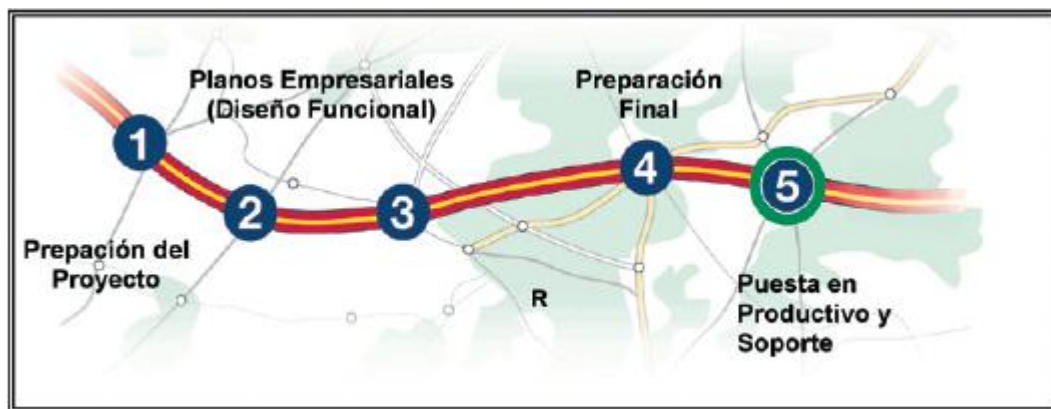 Planos Empresariales
(Diseño Funcional)
Preparación
Final
1
2
3
4
5
Prepación del
Proyecto
R
Puesta en
Productivo y
Soporte